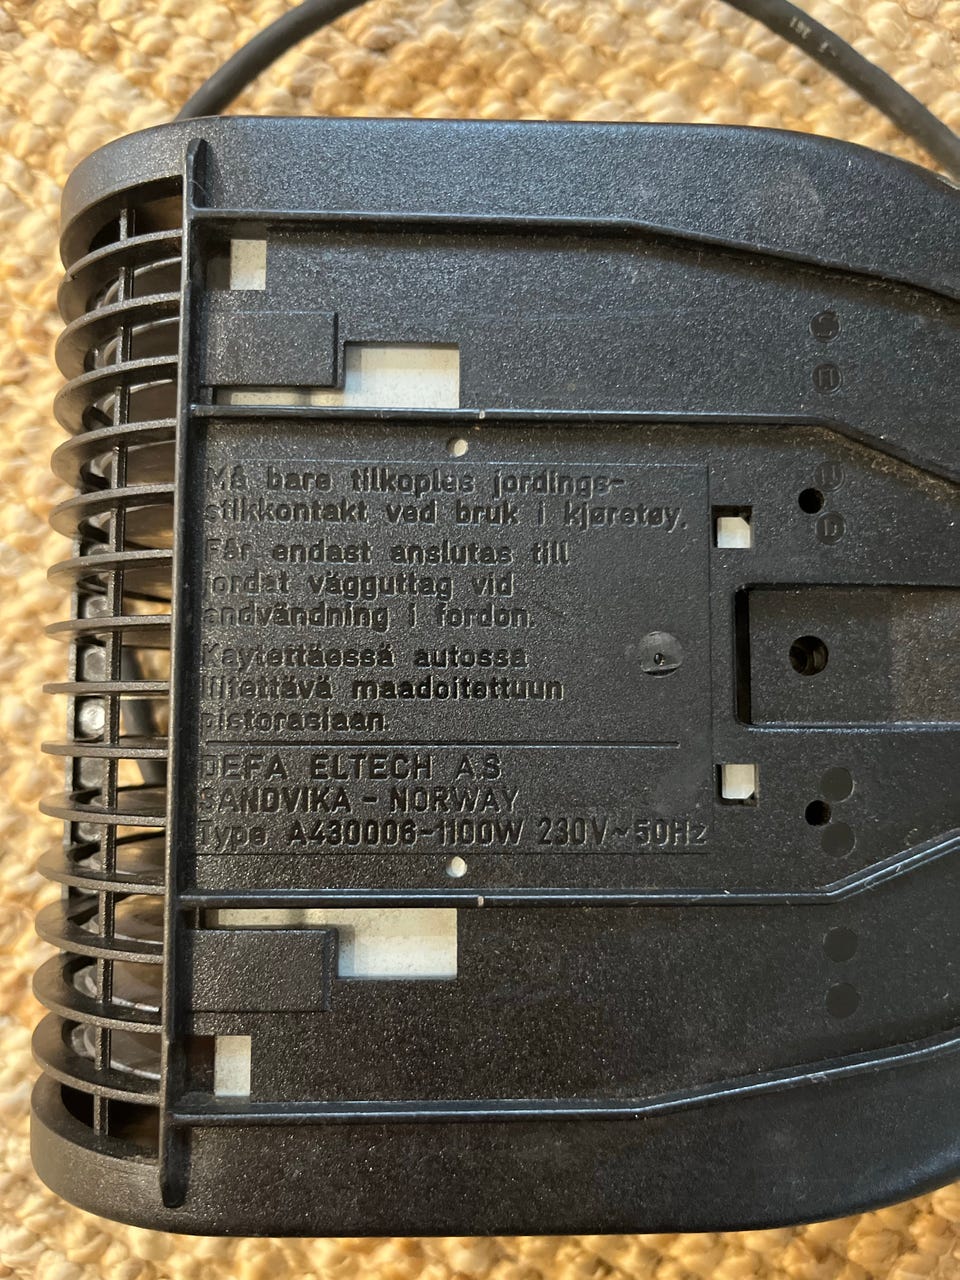 Må bare tilkoples jordings-
stikkontakt ved bruk i kjøretøy.
Får endast anslutas till
jordat vägguttag vid
andvändning i fordon.
Käytettäessä autossa
liitettävä maadoitettuun
pistorasiaan.
DEFA ELTECH A.S
SANDVIKA - NORWAY
Type A430006-1100W 230V~50Hz